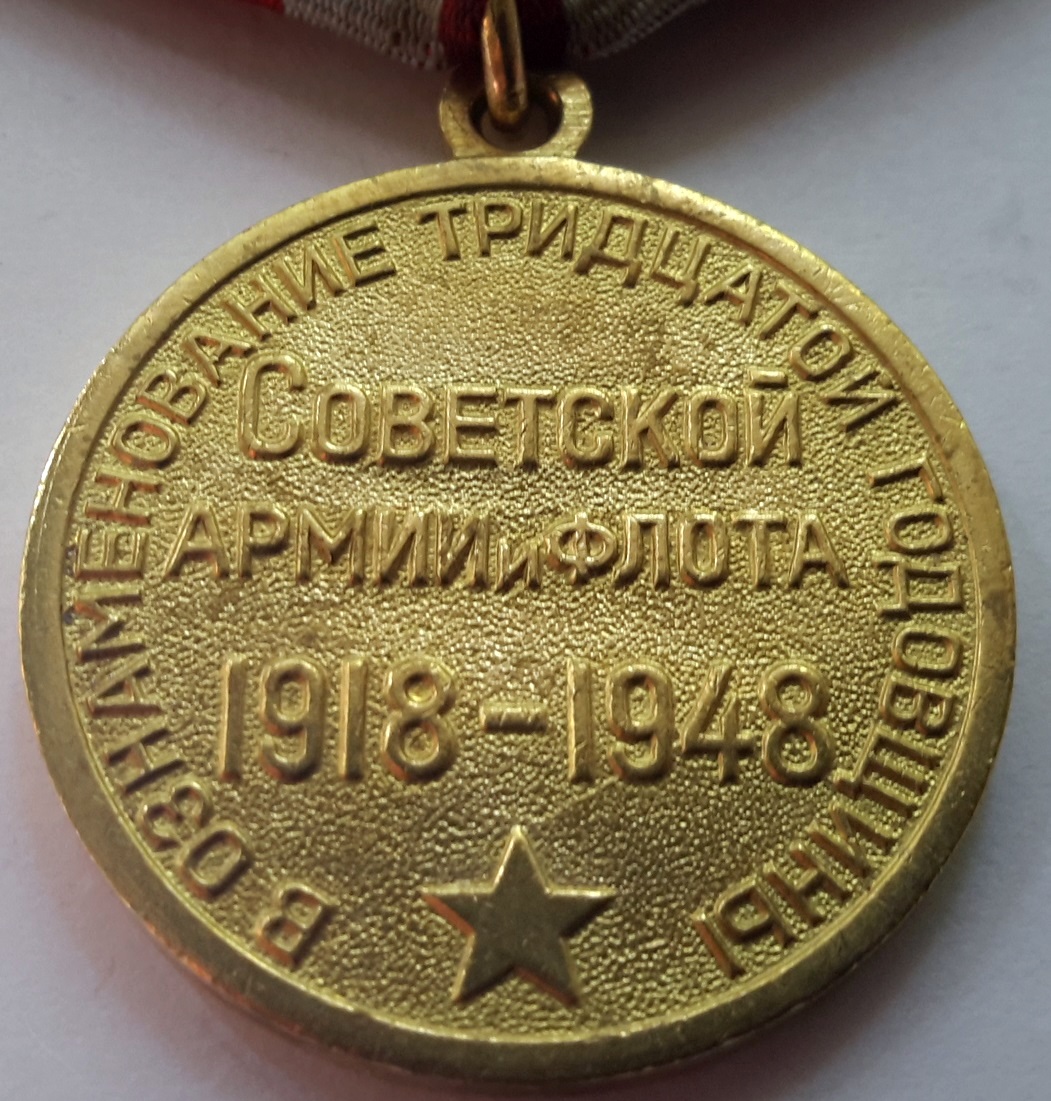 В ОЗНАМЕНОВАНИЕ ТРИДЦАТОЙ ГОДОВЩИНЫ
СОВЕТСКОЙ
АРМИИ и ФЛОТА
1918-1948